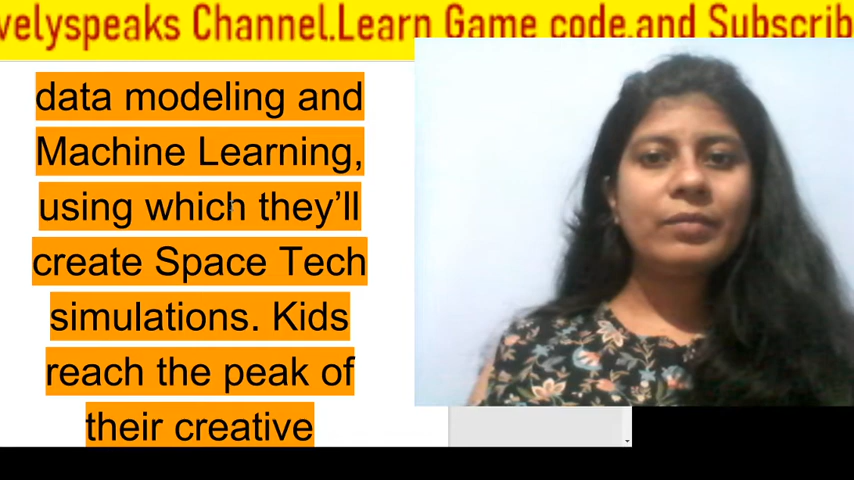 velyspeaks Channel.Learn Game code.and Subscrib
data modeling and
Machine Learning,
using which they’ll
create Space Tech
simulations. Kids
reach the peak of
their creative